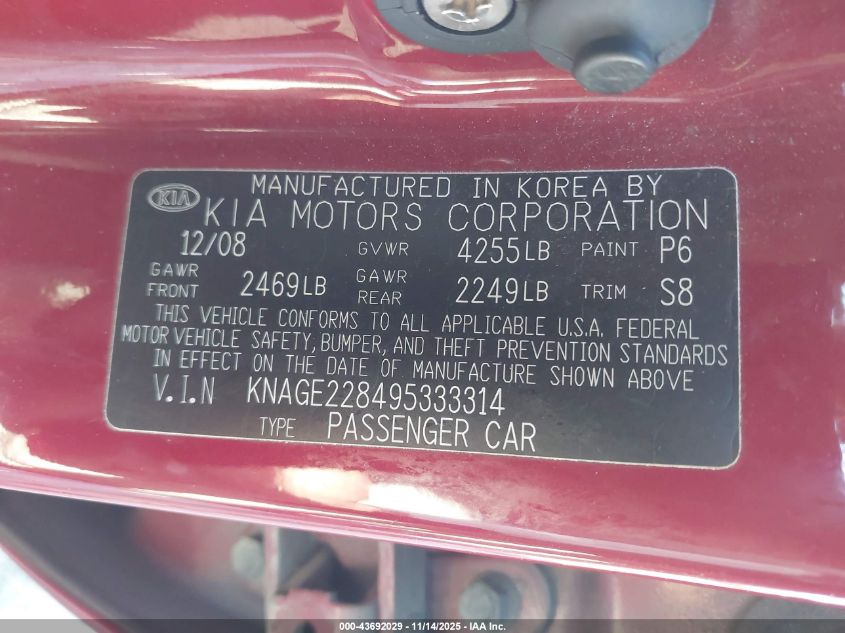 MANUFACTURED IN KOREA BY
KIA KIA MOTORS CORPORATION
12/08 GVWR 4255LB PAINT P6
GAWR FRONT 2469LB GAWR REAR 2249LB TRIM S8
THIS VEHICLE CONFORMS TO ALL APPLICABLE U.S.A. FEDERAL
MOTOR VEHICLE SAFETY, BUMPER, AND THEFT PREVENTION STANDARDS
IN EFFECT ON THE DATE OF MANUFACTURE SHOWN ABOVE
V.I.N KNAGE228495333314
TYPE PASSENGER CAR
000-43692029 - 11/14/2025 - © IAA Inc.